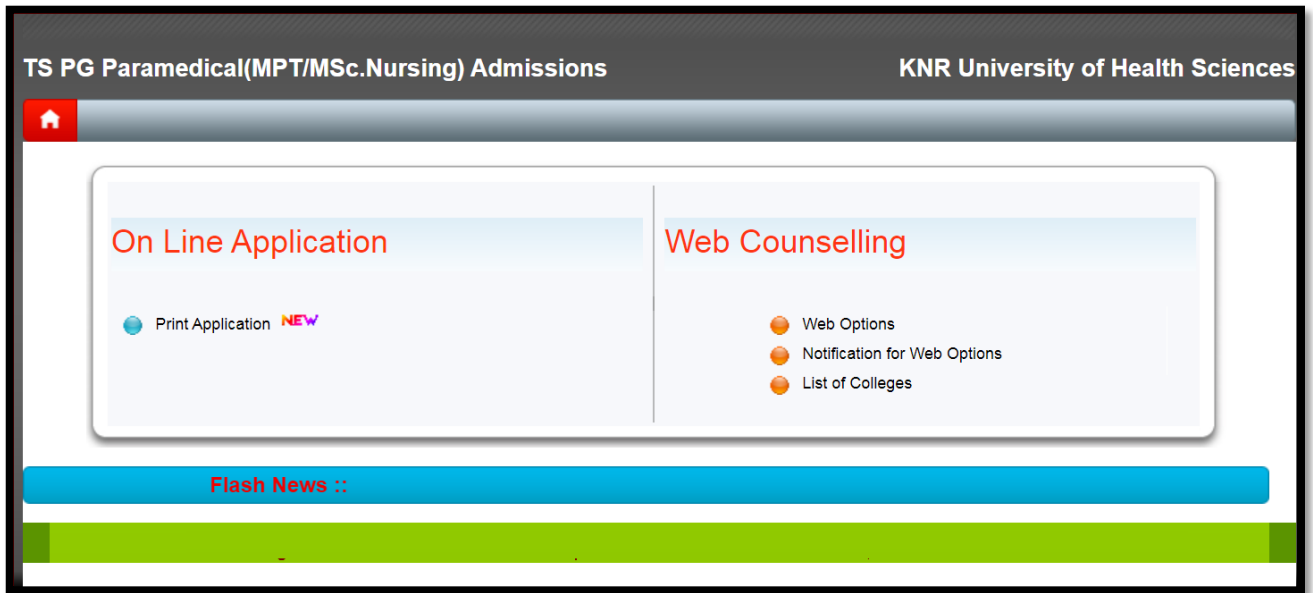 TS PG Paramedical(MPT/MSc.Nursing) Admissions
KNR University of Health Sciences
On Line Application
Print Application NEW
Web Counselling
Web Options
Notification for Web Options
List of Colleges
Flash News ::